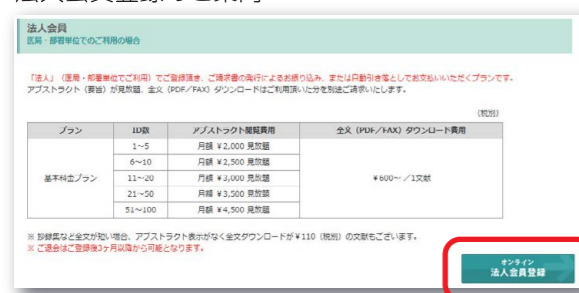 法人会員登録のご案内
法人会員
医局・部署単位でのご利用の場合
「法人」(医局・部署単位でご利用)でご登録頂き、ご請求書の発行によるお振り込み、または自動引き落としでお支払いいただくプランです。
アブストラクト(要旨)が見放題、全文(PDF/FAX)ダウンロードはご利用頂いた分を別途ご請求いたします。
(税別)
プラン ID数 アブストラクト閲覧費用 全文(PDF/FAX)ダウンロード費用
1~5 月額 ¥2,000 見放題
6~10 月額 ¥2,500 見放題
基本料金プラン 11~20 月額 ¥3,000 見放題 ¥600~/1文献
21~50 月額 ¥3,500 見放題
51~100 月額 ¥4,500 見放題
※ 抄録集など全文が短い場合、アブストラクト表示がなく全文ダウンロードが¥110(税別)の文献もございます。
※ ご退会はご登録後3ヶ月以降から可能となります。
オンライン
法人会員登録